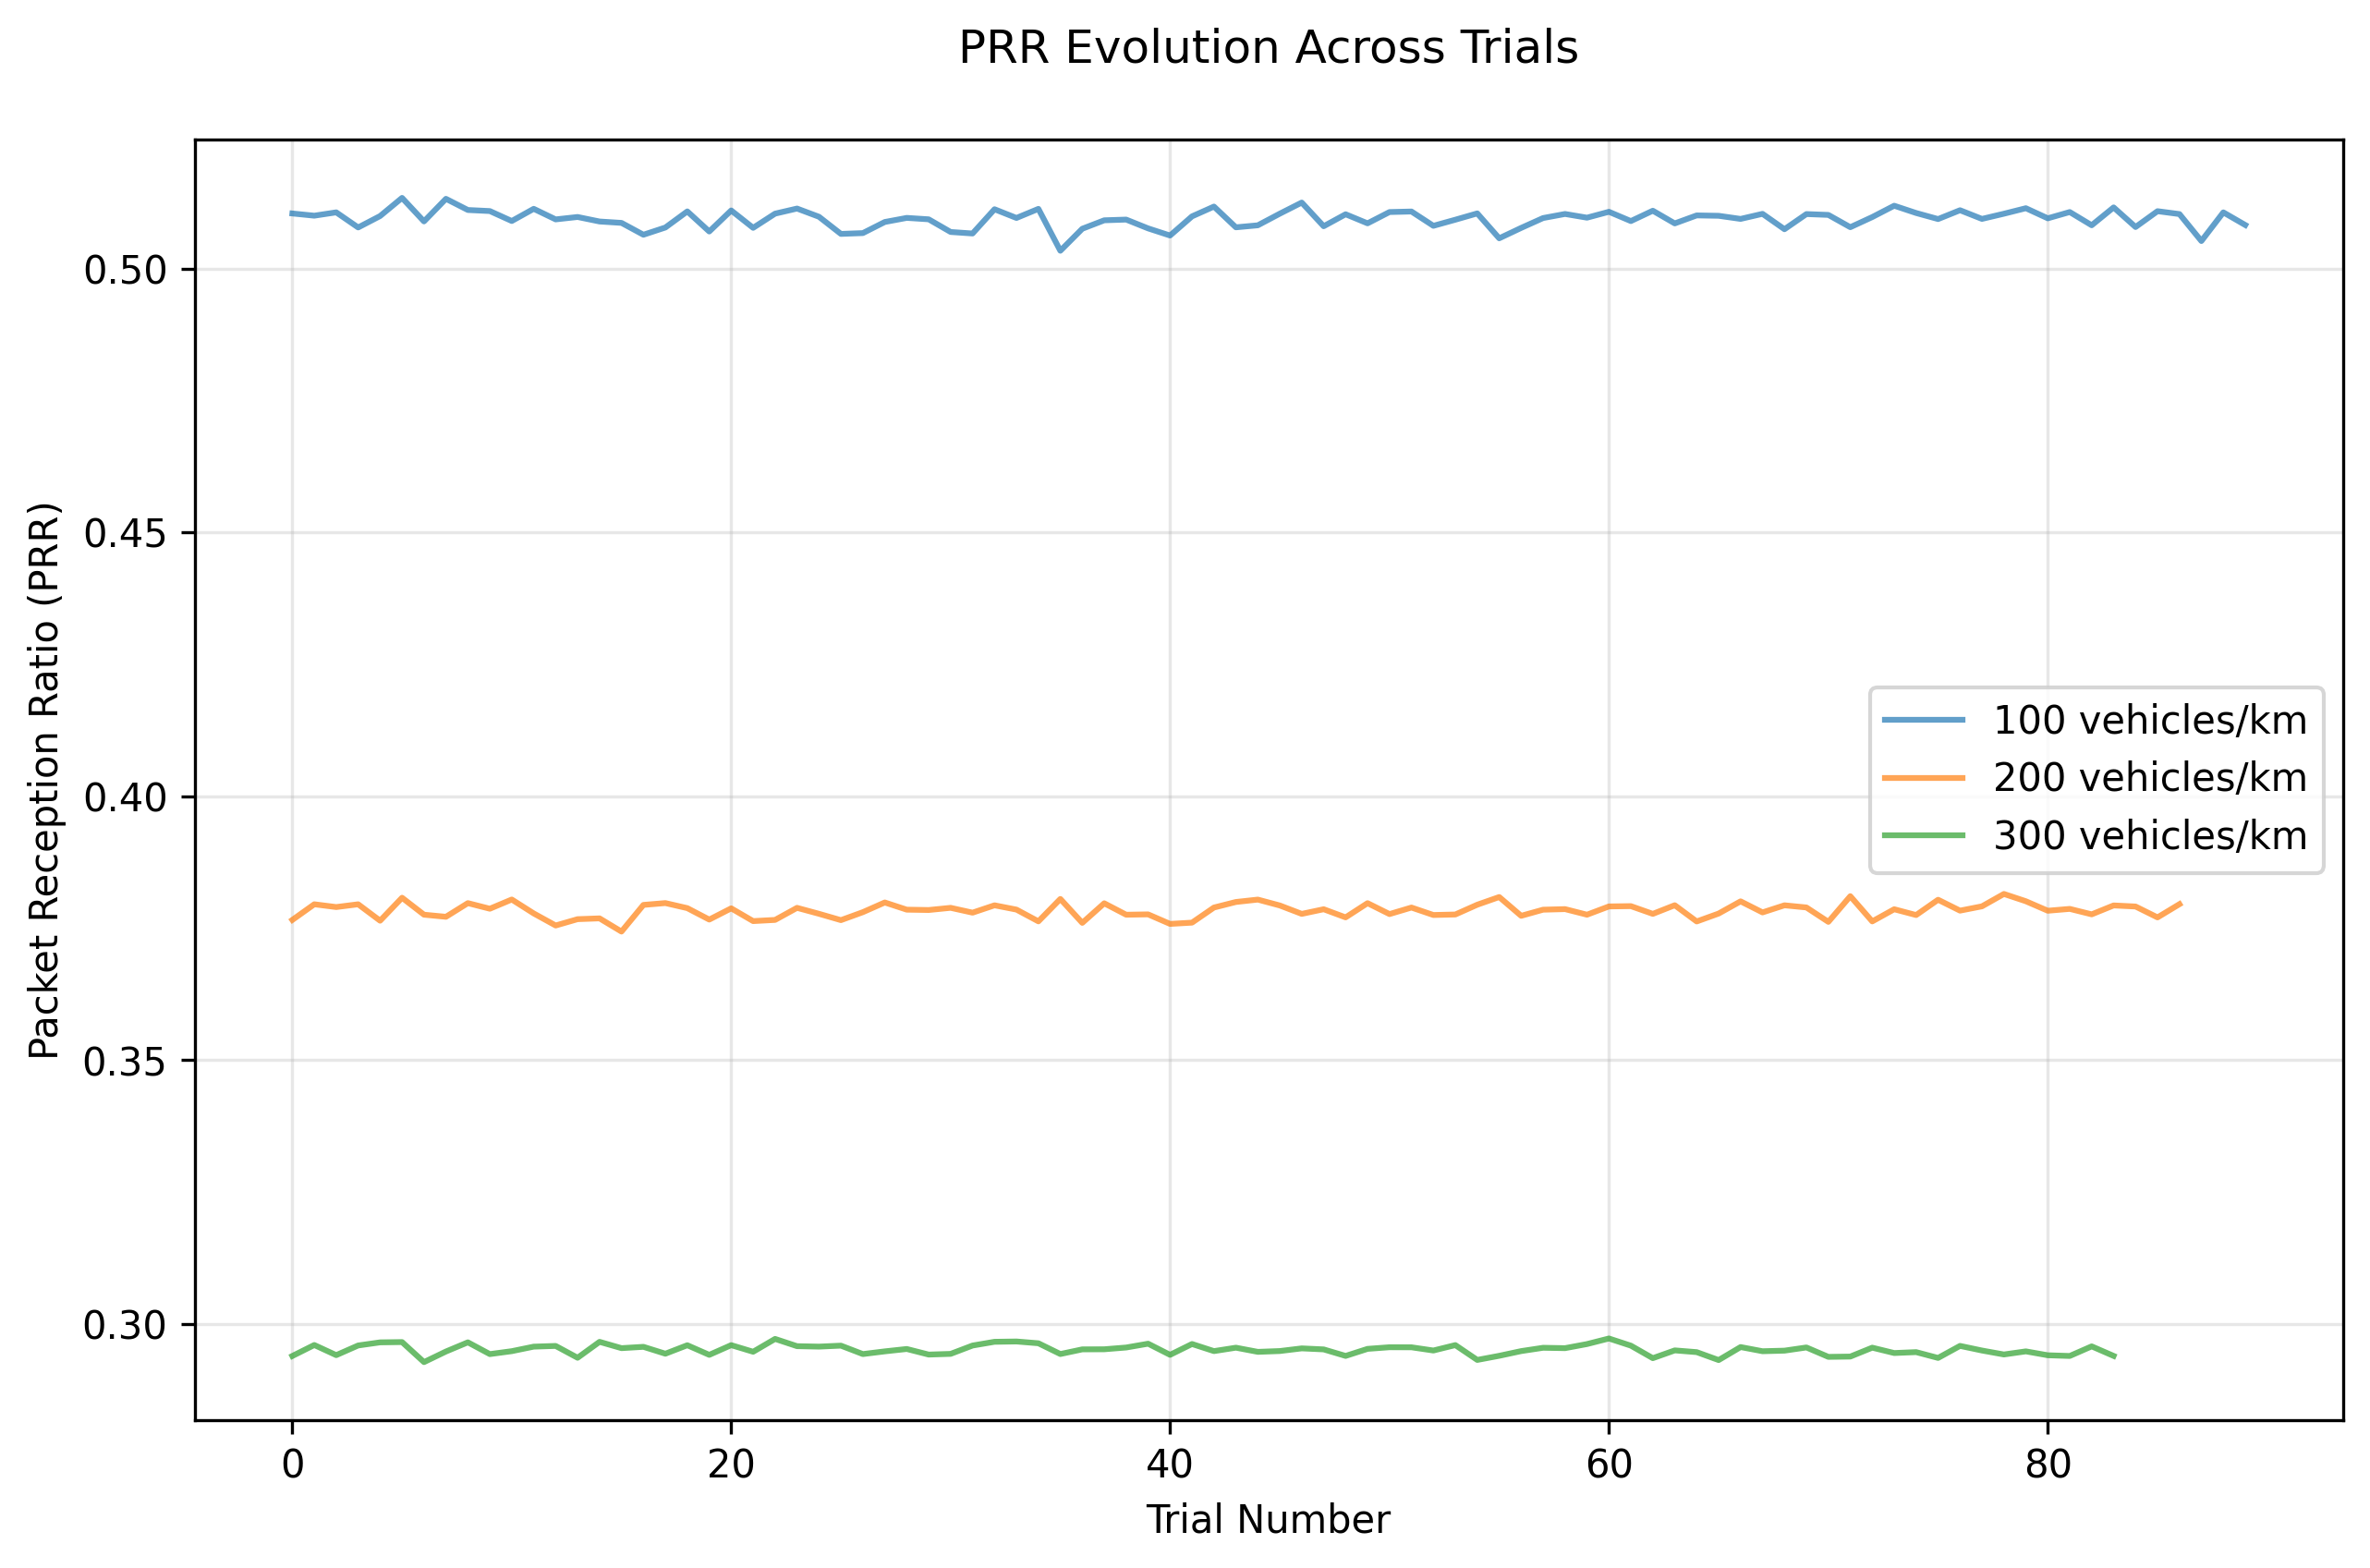 PRR Evolution Across Trials
Packet Reception Ratio (PRR)
0.50
0.45
0.40
0.35
0.30
100 vehicles/km
200 vehicles/km
300 vehicles/km
0
20
40
60
80
Trial Number